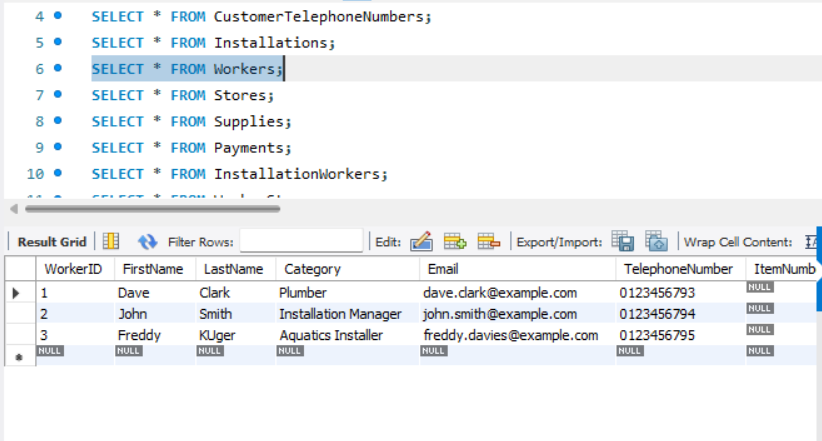 4 SELECT * FROM CustomerTelephoneNumbers;
5 SELECT * FROM Installations;
6 SELECT * FROM Workers;
7 SELECT * FROM Stores;
8 SELECT * FROM Supplies;
9 SELECT * FROM Payments;
10 SELECT * FROM InstallationWorkers;
Result Grid Filter Rows: Edit: Export/Import: Wrap Cell Content:
WorkerID FirstName LastName Category Email TelephoneNumber ItemNumb
1 Dave Clark Plumber dave.clark@example.com 0123456793 NULL
2 John Smith Installation Manager john.smith@example.com 0123456794 NULL
3 Freddy KUger Aquatics Installer freddy.davies@example.com 0123456795 NULL
NULL NULL NULL NULL NULL NULL NULL